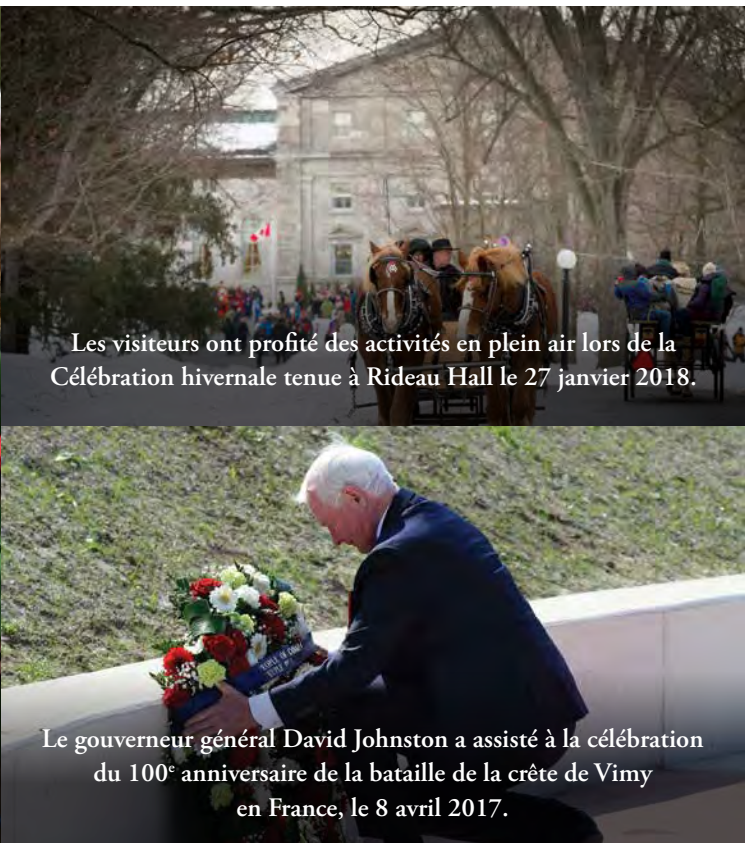 Les visiteurs ont profité des activités en plein air lors de la
Célébration hivernale tenue à Rideau Hall le 27 janvier 2018.
Le gouverneur général David Johnston a assisté à la célébration
du 100e anniversaire de la bataille de la crête de Vimy
en France, le 8 avril 2017.